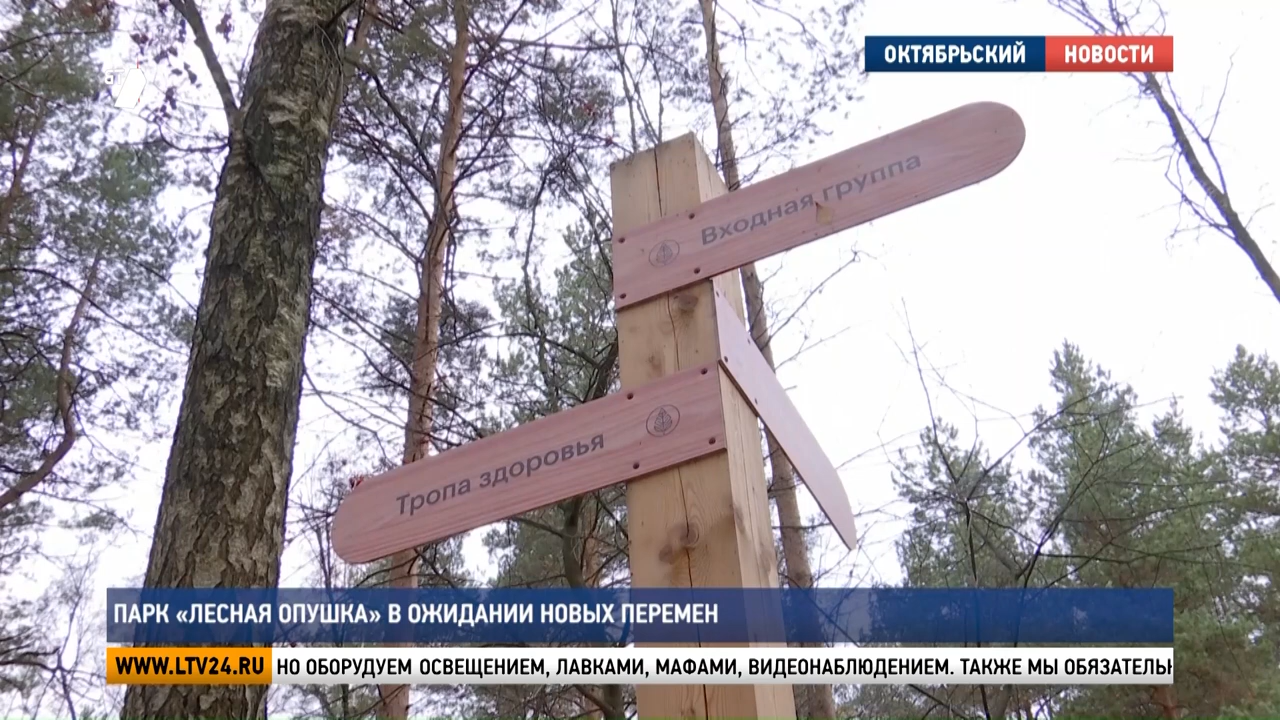 ОКТЯБРЬСКИЙ НОВОСТИ
Входная группа
Тропа здоровья
ПАРК «ЛЕСНАЯ ОПУШКА» В ОЖИДАНИИ НОВЫХ ПЕРЕМЕН
WWW.LTV24.RU НО ОБОРУДУЕМ ОСВЕЩЕНИЕМ, ЛАВКАМИ, МАФАМИ, ВИДЕОНАБЛЮДЕНИЕМ. ТАКЖЕ МЫ ОБЯЗАТЕЛЬ